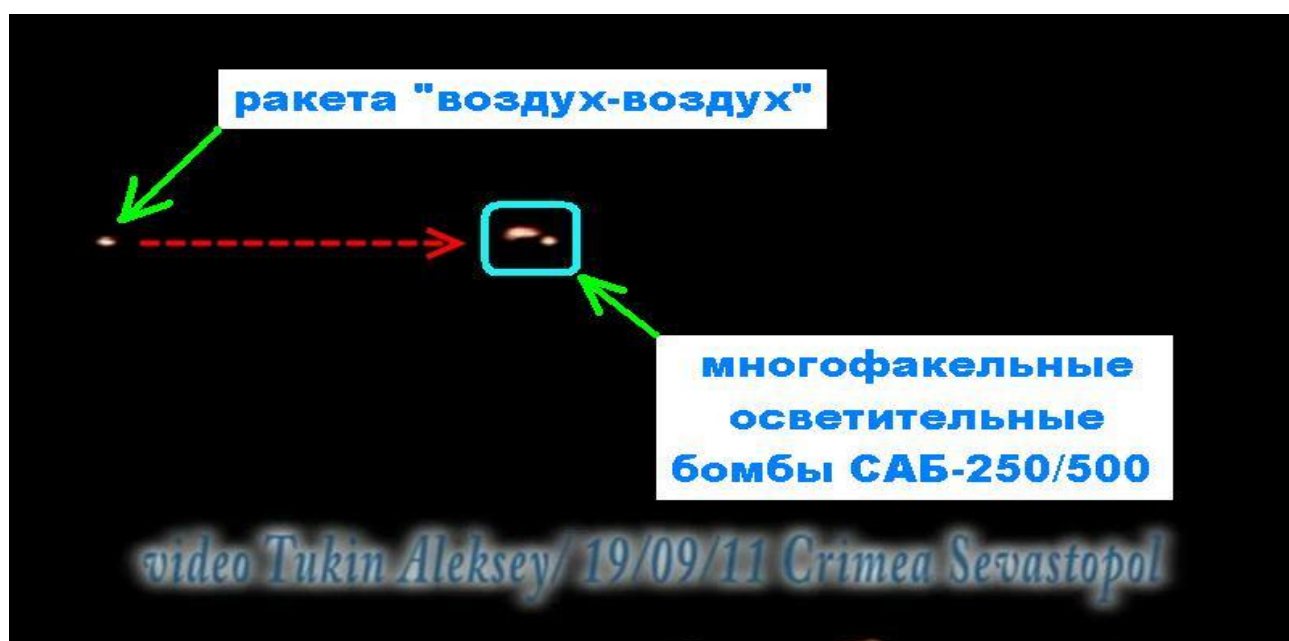 ракета "воздух-воздух"
многофакельные
осветительные
бомбы САБ-250/500
video Tukin Aleksey/ 19/09/11 Crimea Sevastopol